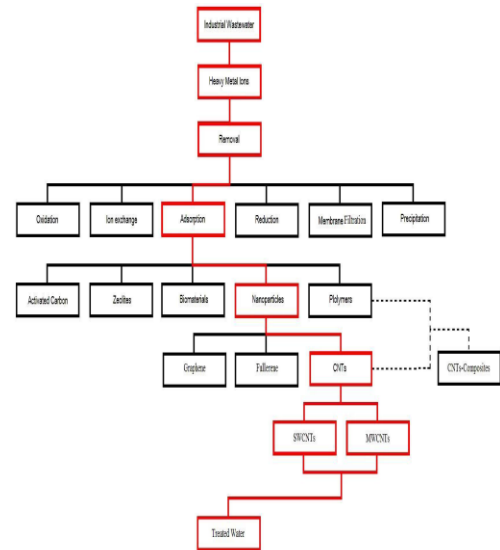 Industrial Wastewater
Heavy Metal Ions
Removal
Oxidation
Ion exchange
Adsorption
Reduction
Membrane Filtration
Precipitation
Activated Carbon
Zeolites
Biomaterials
Nanoparticles
Plolymers
Graphene
Fullerene
CNTs
CNTs-Composites
SWCNTs
MWCNTs
Treated Water